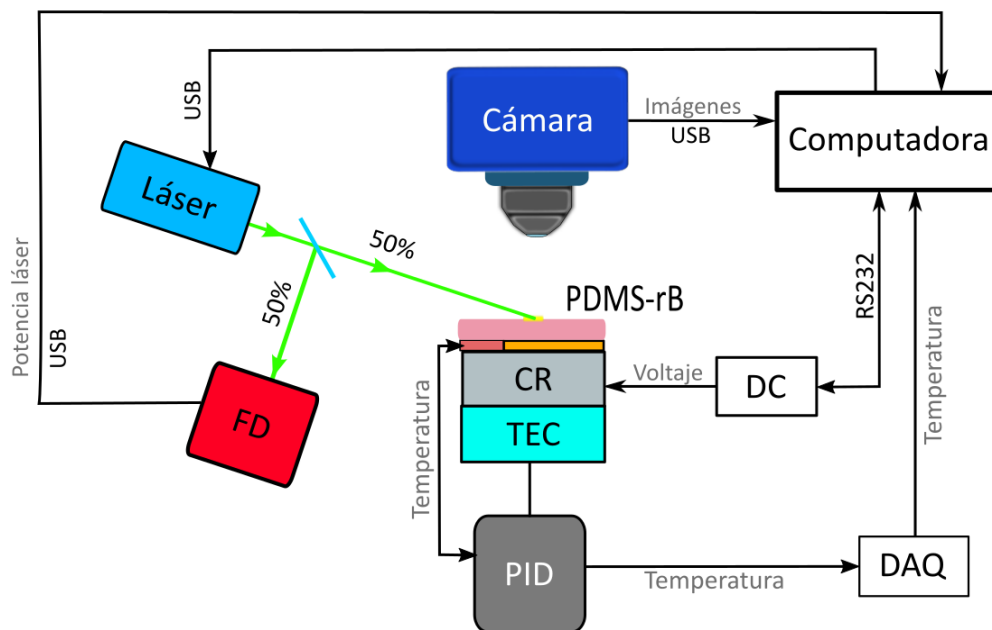 USB
Cámara
Imágenes
USB
Computadora
Láser
50%
50%
Potencia láser
USB
PDMS-rB
RS232
Temperatura
FD
Temperatura
CR
Voltaje
DC
TEC
PID
Temperatura
DAQ